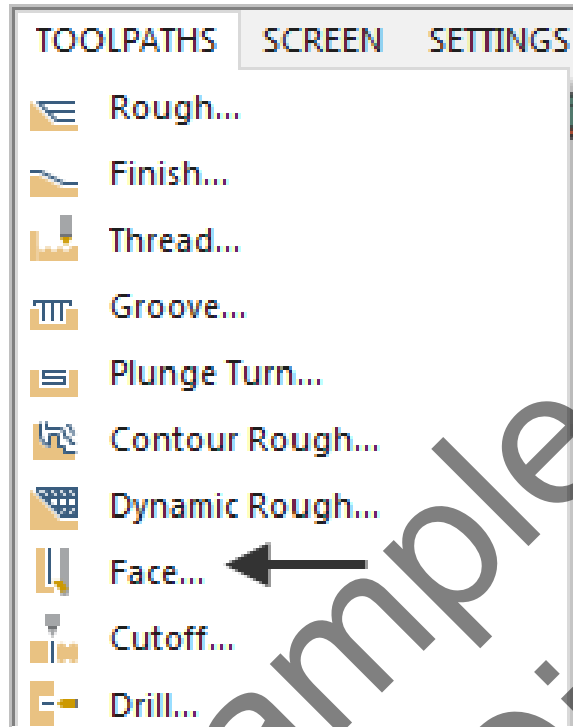 TOOLPATHS SCREEN SETTINGS
Rough...
Finish...
Thread...
Groove...
Plunge Turn...
Contour Rough...
Dynamic Rough...
Face...
Cutoff...
Drill...